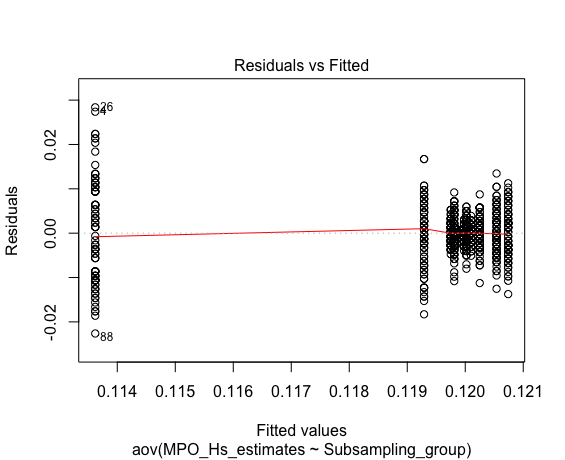 Residuals vs Fitted
26
4
88
Residuals
0.02
0.00
-0.02
0.114 0.115 0.116 0.117 0.118 0.119 0.120 0.121
Fitted values
aov(MPO_Hs_estimates ~ Subsampling_group)